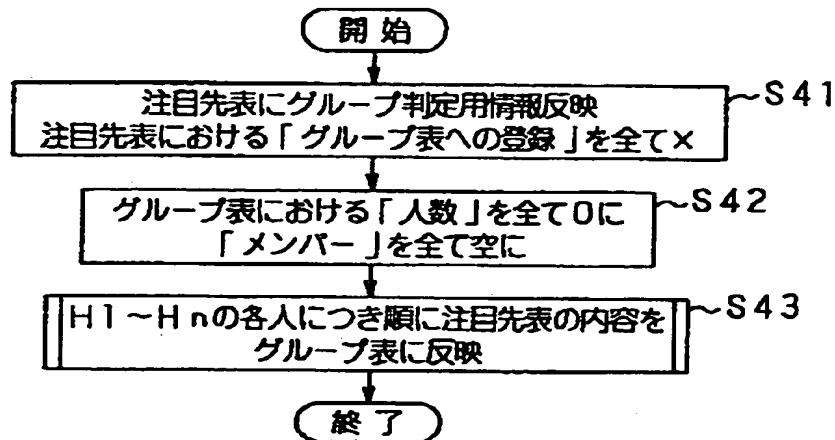 開始
注目先表にグループ判定用情報反映
注目先表における「グループ表への登録」を全て×
~S41
グループ表における「人数」を全て0に
「メンバー」を全て空に
~S42
H1～Hnの各人につき順に注目先表の内容を
グループ表に反映
~S43
終了